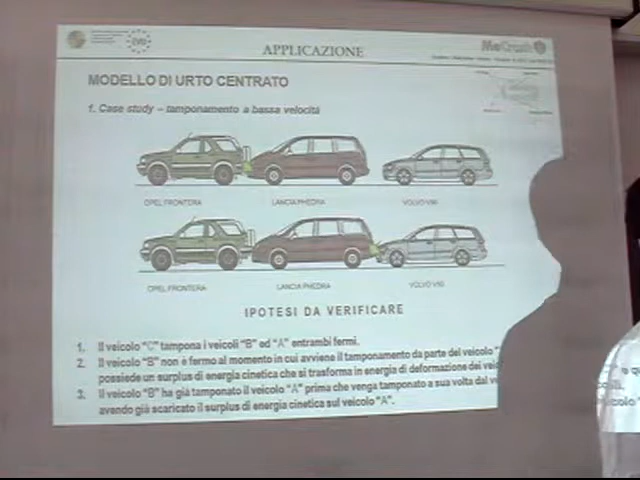 APPLICAZIONE
McCrash
MODELLO DI URTO CENTRATO
1. Case study – tamponamento a bassa velocità
OPEL FRONTERA LANCIA PHEDRA VOLVO V50
OPEL FRONTERA LANCIA PHEDRA VOLVO V50
IPOTESI DA VERIFICARE
1. Il veicolo "C" tampona i veicoli "B" ed "A" entrambi fermi.
2. Il veicolo "B" non è fermo al momento in cui avviene il tamponamento da parte del veicolo
possiede un surplus di energia cinetica che si trasforma in energia di deformazione dei
3. Il veicolo "B" ha già tamponato il veicolo "A" prima che venga tamponato a sua volta dal
avendo già scaricato il surplus di energia cinetica sul veicolo "A".